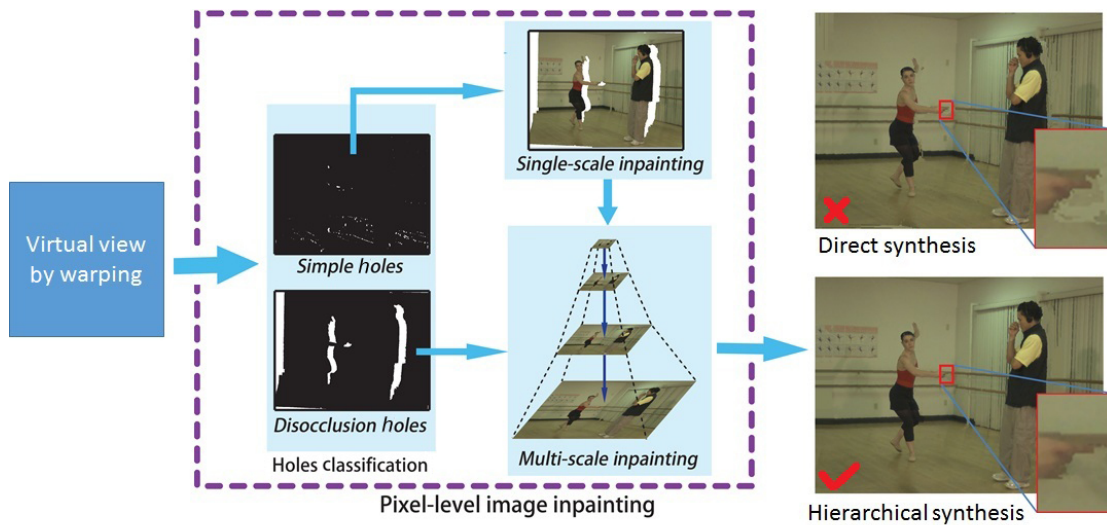 Virtual view
by warping
Simple holes
Disocclusion holes
Holes classification
Single-scale inpainting
Multi-scale inpainting
Pixel-level image inpainting
Direct synthesis
Hierarchical synthesis